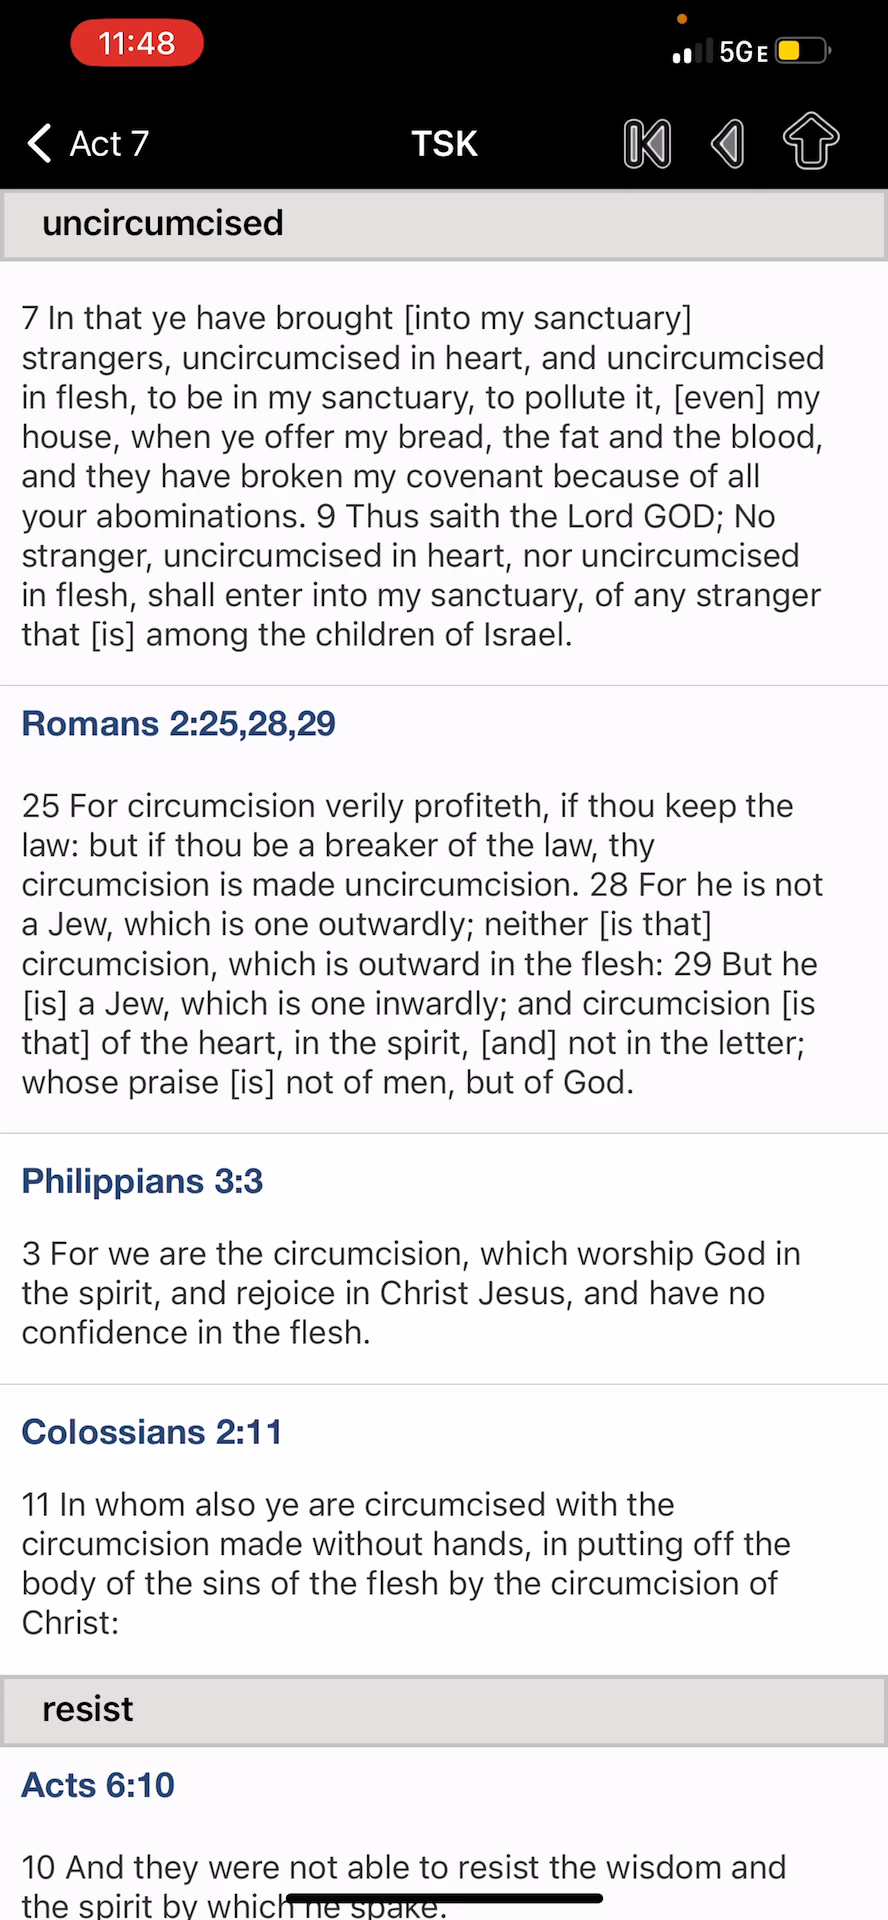 11:48
5GE
Act 7
TSK
uncircumcised
7 In that ye have brought [into my sanctuary]
strangers, uncircumcised in heart, and uncircumcised
in flesh, to be in my sanctuary, to pollute it, [even] my
house, when ye offer my bread, the fat and the blood,
and they have broken my covenant because of all
your abominations. 9 Thus saith the Lord GOD; No
stranger, uncircumcised in heart, nor uncircumcised
in flesh, shall enter into my sanctuary, of any stranger
that [is] among the children of Israel.
Romans 2:25,28,29
25 For circumcision verily profiteth, if thou keep the
law: but if thou be a breaker of the law, thy
circumcision is made uncircumcision. 28 For he is not
a Jew, which is one outwardly; neither [is that]
circumcision, which is outward in the flesh: 29 But he
[is] a Jew, which is one inwardly; and circumcision [is
that] of the heart, in the spirit, [and] not in the letter;
whose praise [is] not of men, but of God.
Philippians 3:3
3 For we are the circumcision, which worship God in
the spirit, and rejoice in Christ Jesus, and have no
confidence in the flesh.
Colossians 2:11
11 In whom also ye are circumcised with the
circumcision made without hands, in putting off the
body of the sins of the flesh by the circumcision of
Christ:
resist
Acts 6:10
10 And they were not able to resist the wisdom and
the spirit by which he spake.